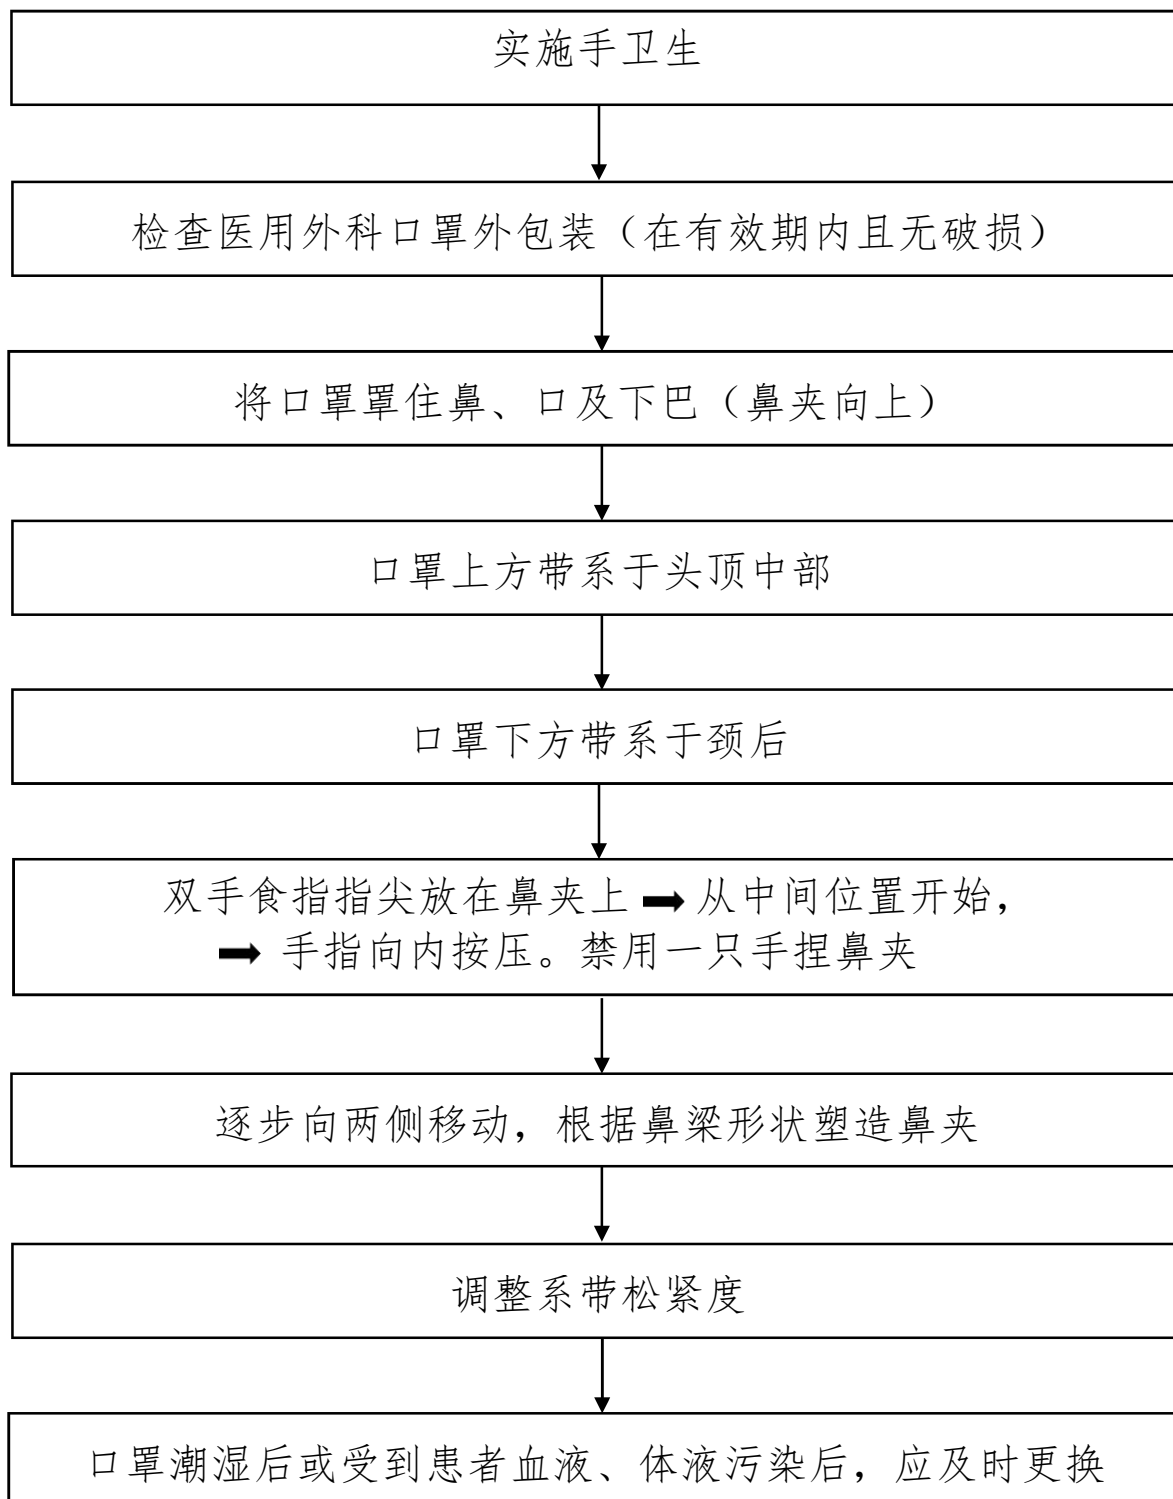 实施手卫生
检查医用外科口罩外包装（在有效期内且无破损）
将口罩罩住鼻、口及下巴（鼻夹向上）
口罩上方带系于头顶中部
口罩下方带系于颈后
双手食指指尖放在鼻夹上➡从中间位置开始，
➡手指向内按压。禁用一只手捏鼻夹
逐步向两侧移动，根据鼻梁形状塑造鼻夹
调整系带松紧度
口罩潮湿后或受到患者血液、体液污染后，应及时更换